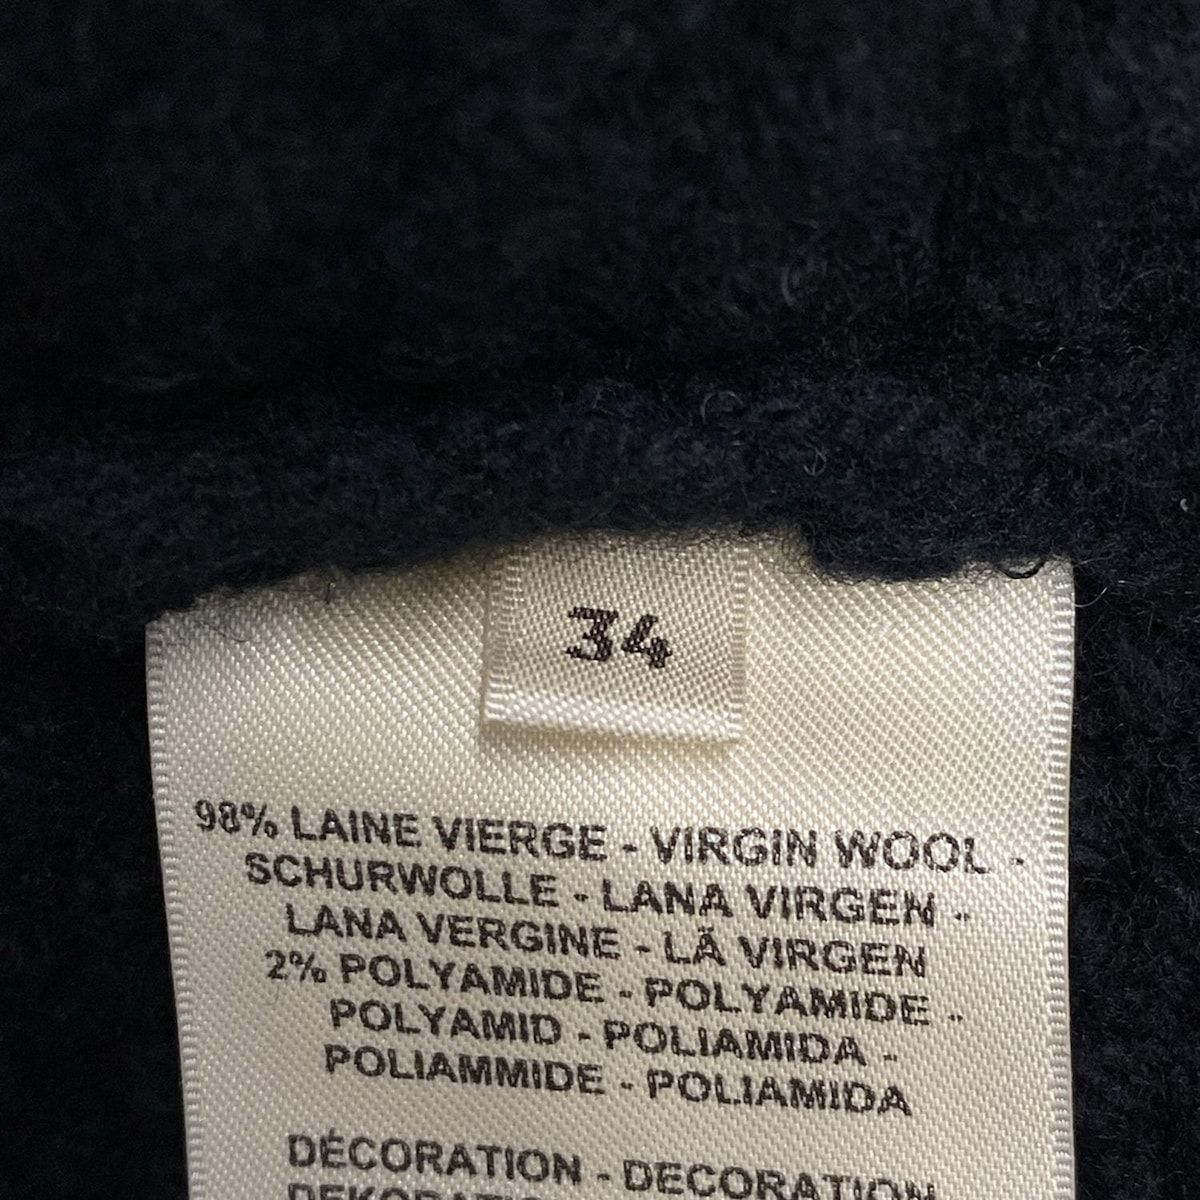 34
98% LAINE VIERGE - VIRGIN WOOL -
SCHURWOLLE - LANA VIRGEN -
LANA VERGINE - LÃ VIRGEN
2% POLYAMIDE - POLYAMIDE -
POLYAMID - POLIAMIDA -
POLIAMMIDE - POLIAMIDA
DÉCORATION - DECORATION
DEKORATION